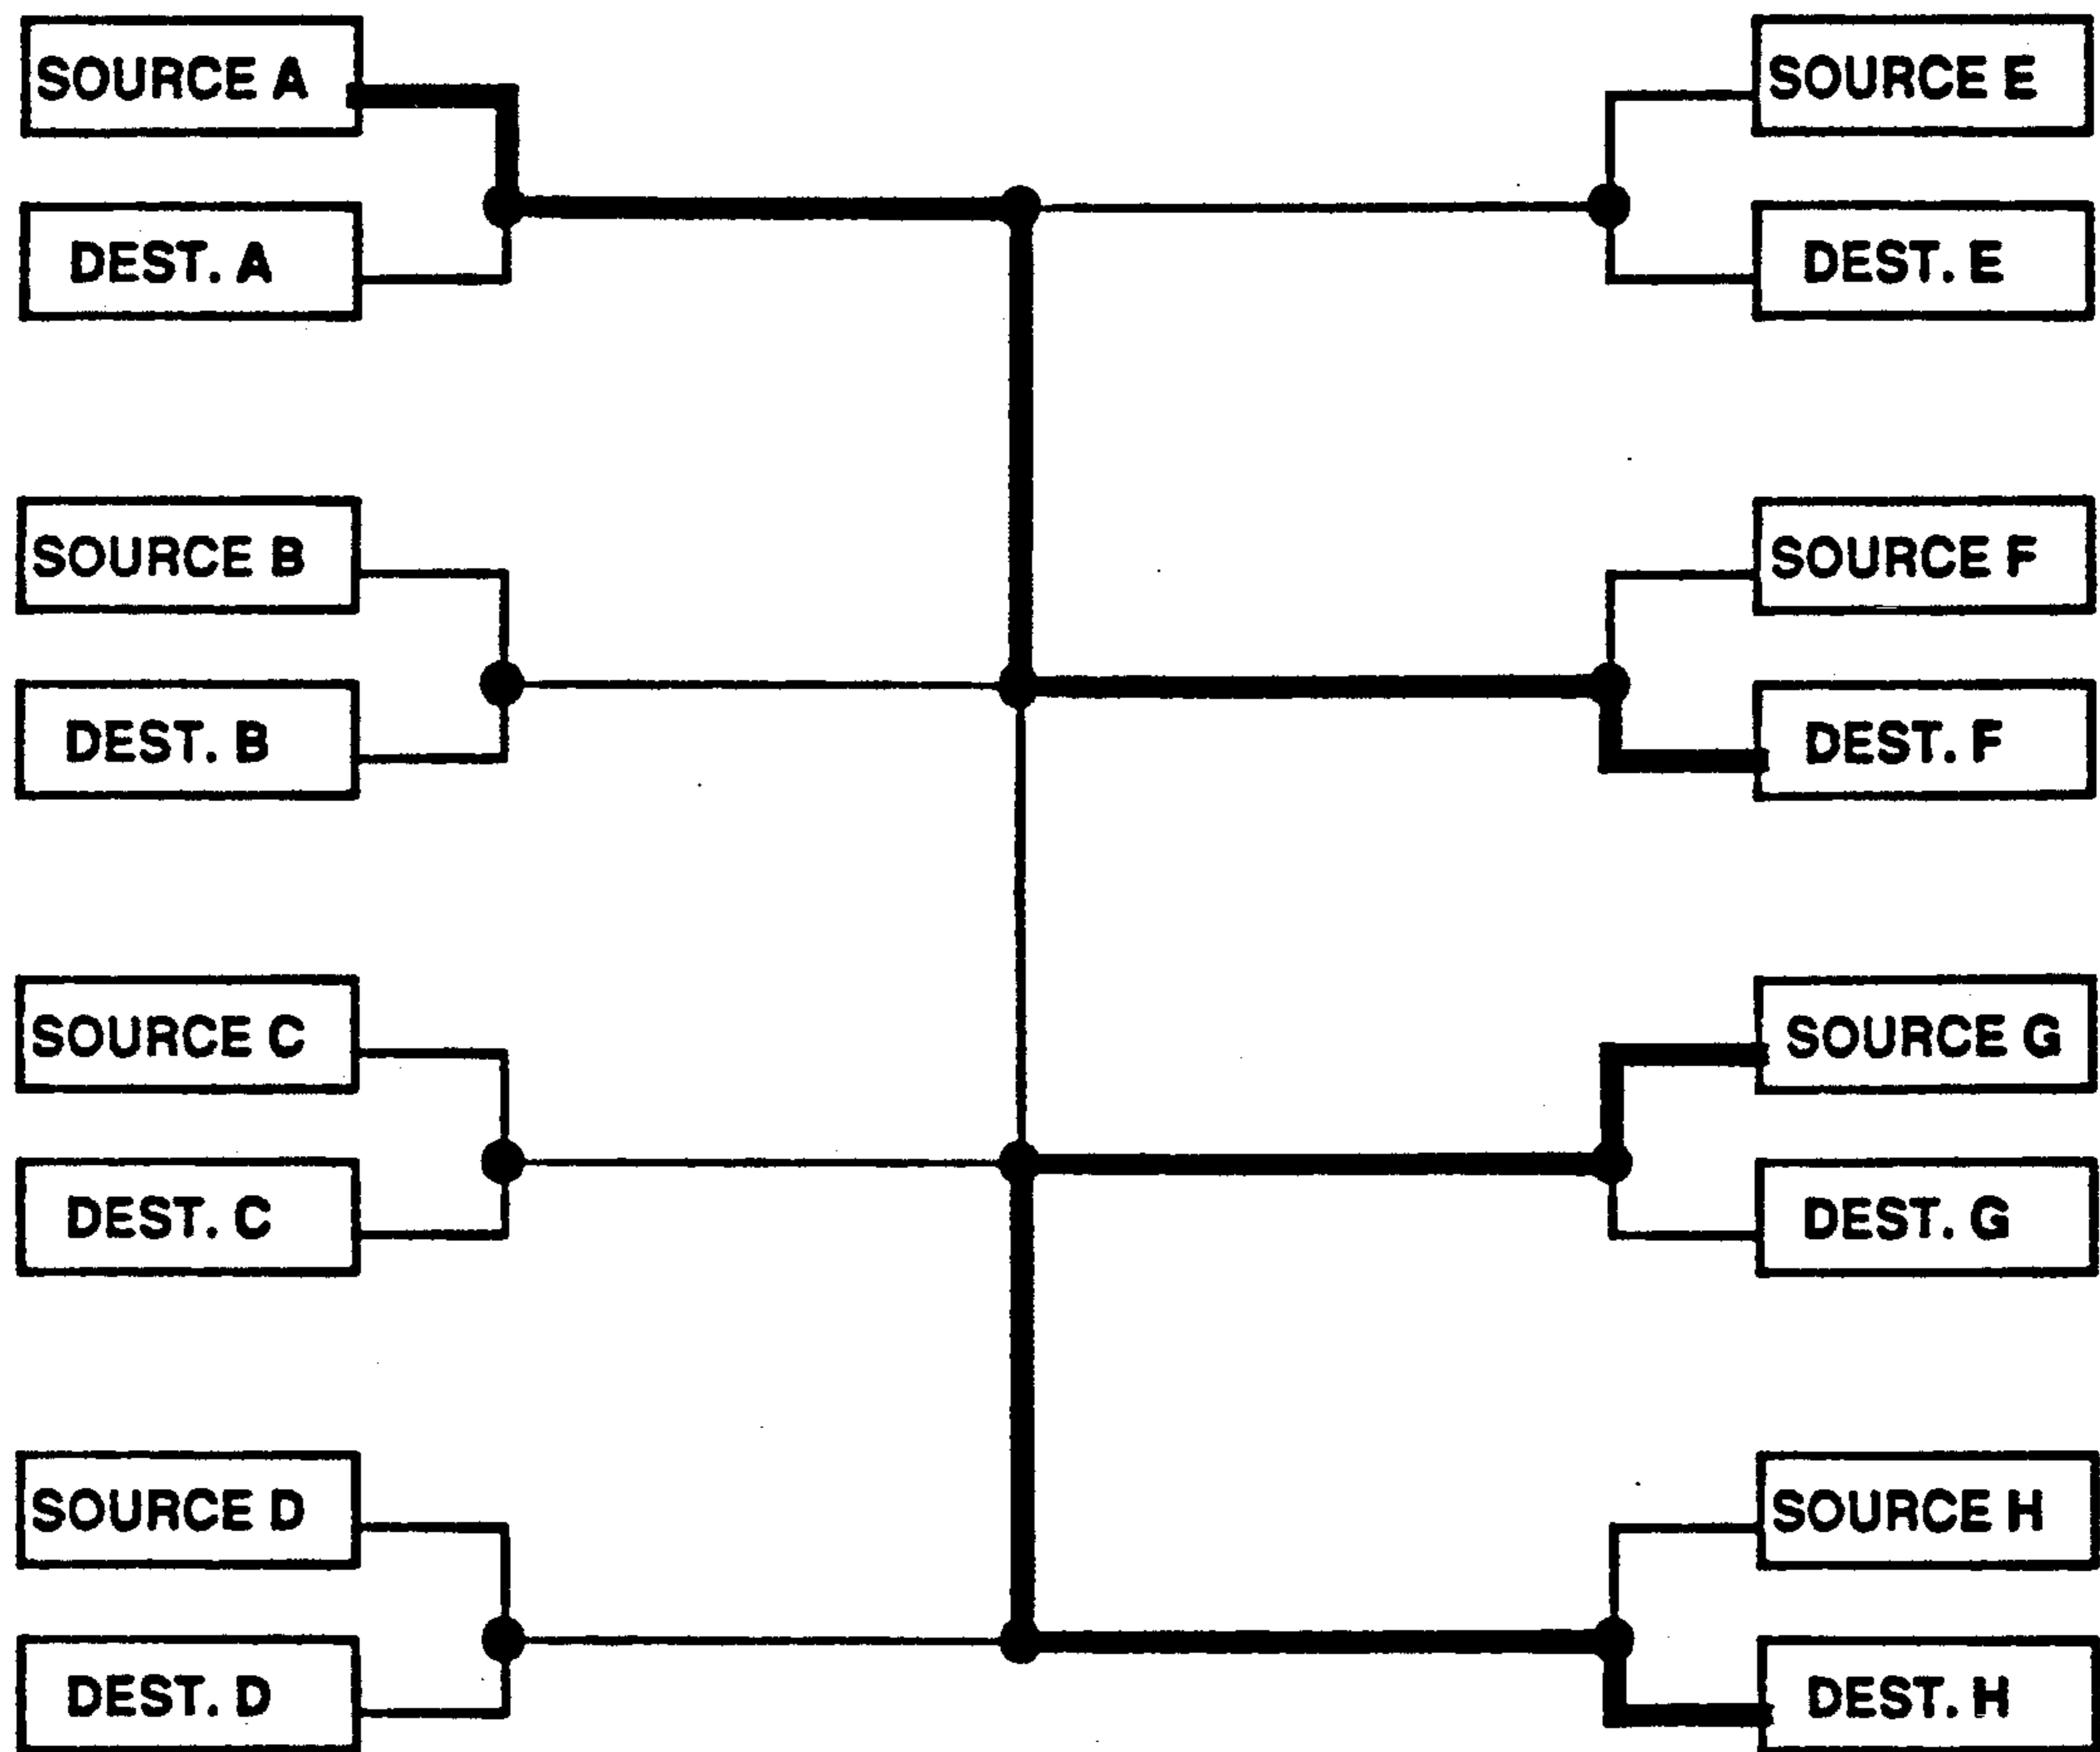 SOURCE A
DEST. A
SOURCE B
DEST. B
SOURCE C
DEST. C
SOURCE D
DEST. D
SOURCE E
DEST. E
SOURCE F
DEST. F
SOURCE G
DEST. G
SOURCE H
DEST. H